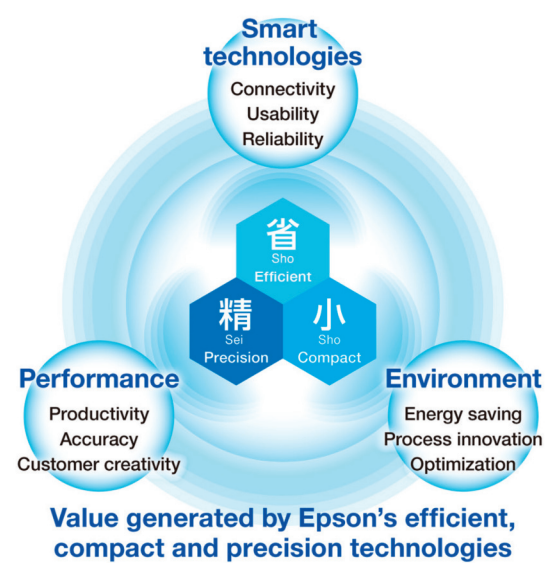 Smart
technologies
Connectivity
Usability
Reliability
省
Sho
Efficient
精
Sei
Precision
小
Sho
Compact
Performance
Productivity
Accuracy
Customer creativity
Environment
Energy saving
Process innovation
Optimization
Value generated by Epson's efficient,
compact and precision technologies